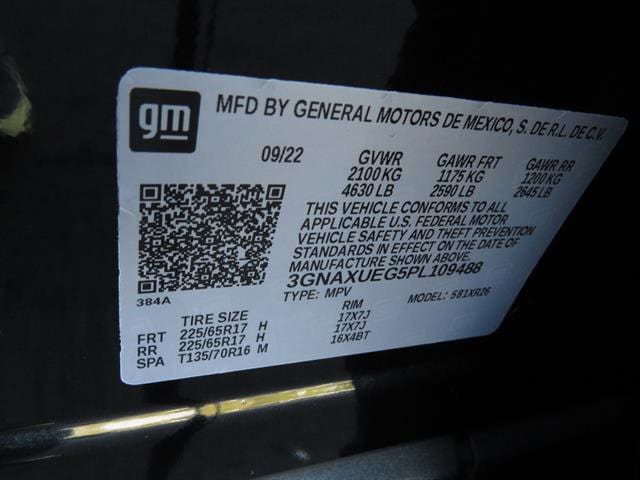 gm
MFD BY GENERAL MOTORS DE MEXICO, S. DE R.L. DE C.V.
09/22 GVWR GAWR FRT GAWR RR
2100 KG 1175 KG 1200 KG
4630 LB 2590 LB 2645 LB
THIS VEHICLE CONFORMS TO ALL
APPLICABLE U.S. FEDERAL MOTOR
VEHICLE SAFETY AND THEFT PREVENTION
STANDARDS IN EFFECT ON THE DATE OF
MANUFACTURE SHOWN ABOVE.
3GNAXUEG5PL109488
384A
TYPE: MPV MODEL: 581XR26
TIRE SIZE RIM
FRT 225/65R17 H 17X7J
RR 225/65R17 H 17X7J
SPA T135/70R16 M 16X4BT